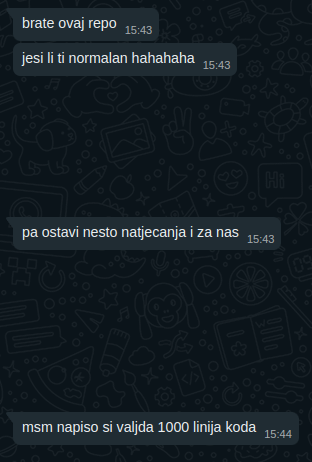 brate ovaj repo 15:43
jesi li ti normalan hahahaha 15:43
pa ostavi nesto natjecanja i za nas 15:43
msm napiso si valjda 1000 linija koda 15:44